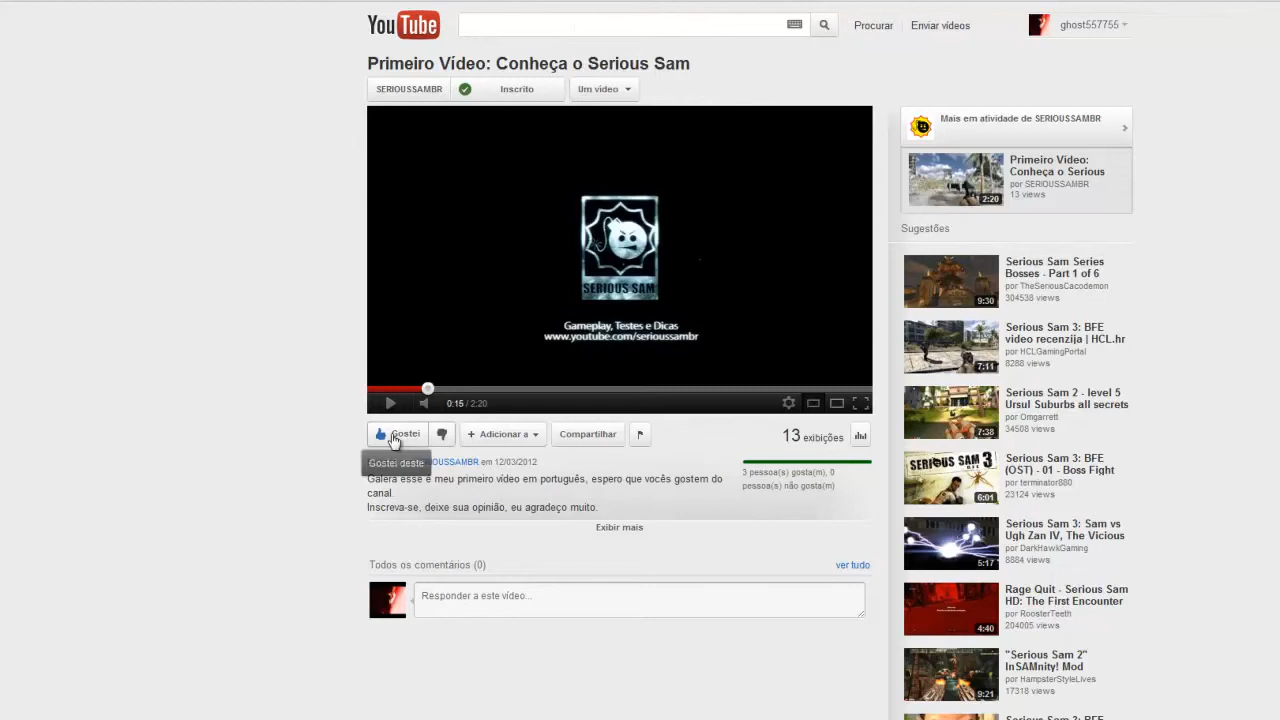 YouTube
Procurar
Enviar vídeos
ghost557755
Primeiro Vídeo: Conheça o Serious Sam
SERIOUSSAMBR
Inscrito
Um vídeo
SERIOUS SAM
Gameplay, Testes e Dicas
www.youtube.com/serioussambr
0:15 / 2:20
Gostei
Adicionar a
Compartilhar
13 exibições
Gostei deste
em 12/03/2012
3 pessoa(s) gosta(m), 0
pessoa(s) não gosta(m)
Galera esse é meu primeiro vídeo em português, espero que vocês gostem do
canal.
Inscreva-se, deixe sua opinião, eu agradeço muito.
Exibir mais
Todos os comentários (0)
ver tudo
Responder a este vídeo...
Mais em atividade de SERIOUSSAMBR
Primeiro Vídeo:
Conheça o Serious
por SERIOUSSAMBR
13 views
2:20
Sugestões
Serious Sam Series
Bosses - Part 1 of 6
por TheSeriousCacodemon
304538 views
9:30
Serious Sam 3: BFE
video recenzija | HCL.hr
por HCLGamingPortal
8288 views
7:11
Serious Sam 2 - level 5
Ursul Suburbs all secrets
por Omgarrett
34508 views
7:38
SERIOUS SAM 3
Serious Sam 3: BFE
(OST) - 01 - Boss Fight
por terminator880
23124 views
6:01
Serious Sam 3: Sam vs
Ugh Zan IV, The Vicious
por DarkHawkGaming
8884 views
5:17
Rage Quit - Serious Sam
HD: The First Encounter
por RoosterTeeth
204005 views
4:40
"Serious Sam 2"
InSAMnity! Mod
por HampsterStyleLives
17318 views
9:21
Serious Sam 3: BFE